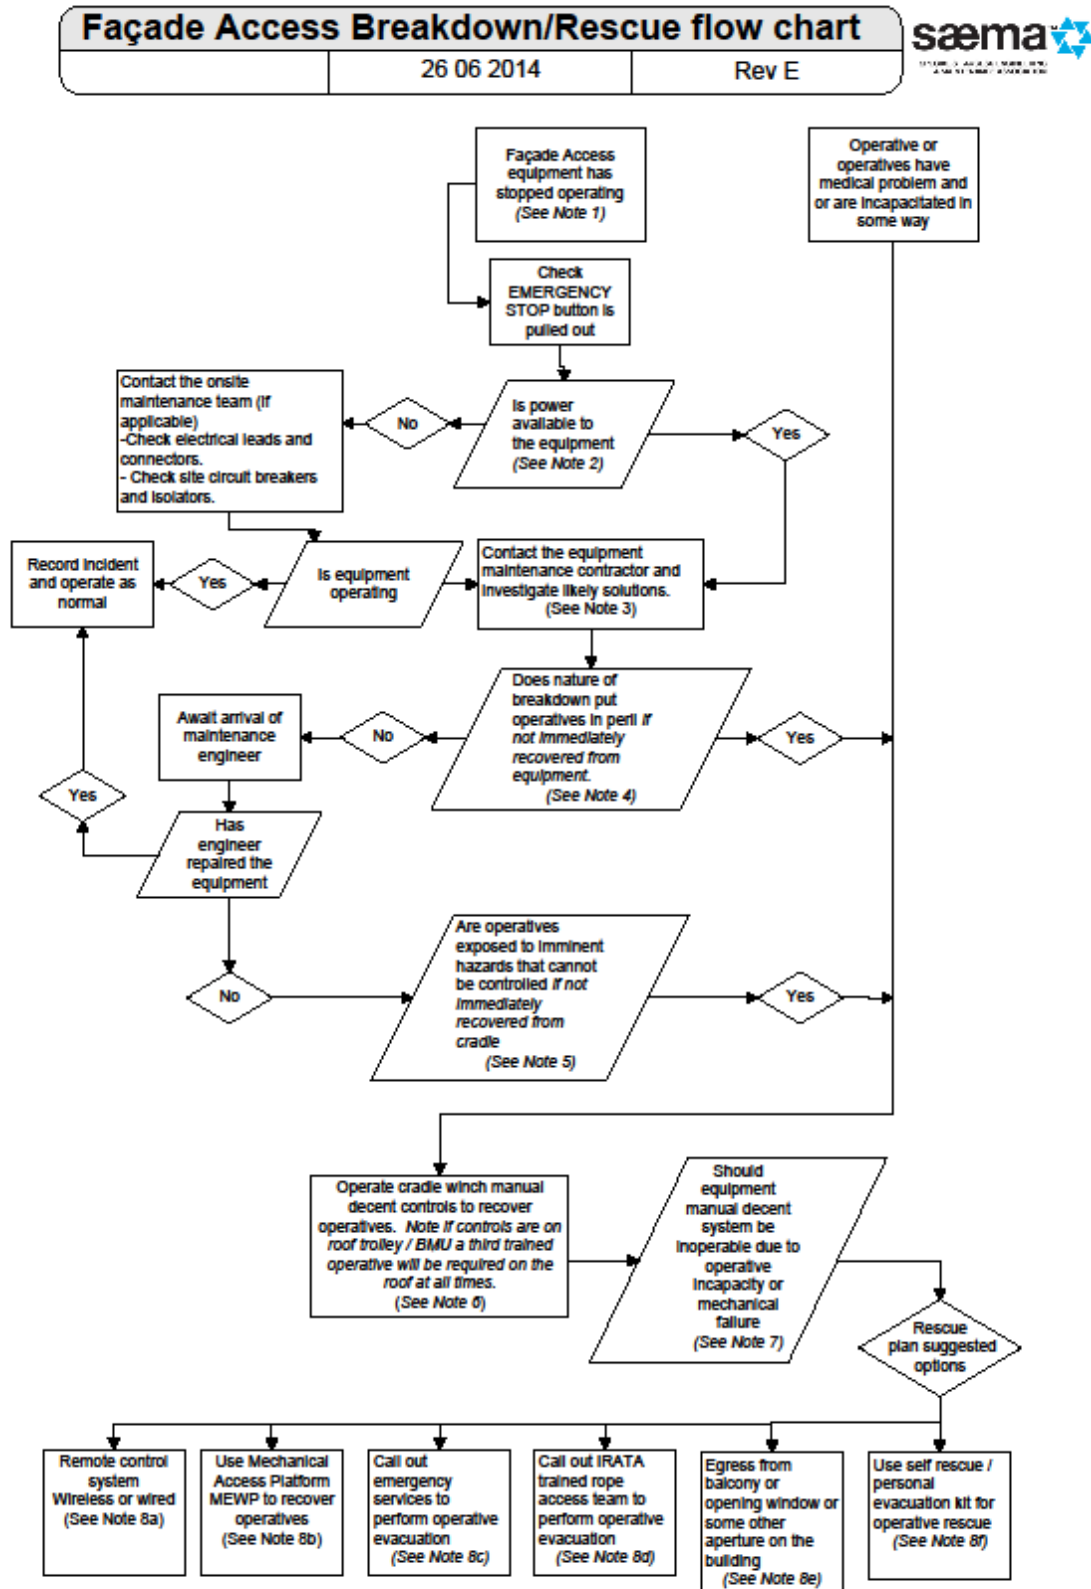 Façade Access Breakdown/Rescue flow chart
26 06 2014
Rev E
sæma
Façade Access
equipment has
stopped operating
(See Note 1)
Operative or
operatives have
medical problem and
or are incapacitated in
some way
Check
EMERGENCY
STOP button is
pulled out
Contact the onsite
maintenance team (if
applicable)
-Check electrical leads and
connectors.
- Check site circuit breakers
and isolators.
No
Is power
available to
the equipment
(See Note 2)
Yes
Record incident
and operate as
normal
Yes
Is equipment
operating
Contact the equipment
maintenance contractor and
investigate likely solutions.
(See Note 3)
Await arrival of
maintenance
engineer
No
Does nature of
breakdown put
operatives in peril if
not immediately
recovered from
equipment.
(See Note 4)
Yes
Yes
Has
engineer
repaired the
equipment
No
Are operatives
exposed to imminent
hazards that cannot
be controlled if not
immediately
recovered from
cradle
(See Note 5)
Yes
Operate cradle winch manual
decent controls to recover
operatives. Note if controls are on
roof trolley / BMU a third trained
operative will be required on the
roof at all times.
(See Note 6)
Should
equipment
manual decent
system be
inoperable due to
operative
incapacity or
mechanical
failure
(See Note 7)
Rescue
plan suggested
options
Remote control
system
Wireless or wired
(See Note 8a)
Use Mechanical
Access Platform
MEWP to recover
operatives
(See Note 8b)
Call out
emergency
services to
perform operative
evacuation
(See Note 8c)
Call out IRATA
trained rope
access team to
perform operative
evacuation
(See Note 8d)
Egress from
balcony or
opening window or
some other
aperture on the
building
(See Note 8e)
Use self rescue /
personal
evacuation kit for
operative rescue
(See Note 8f)